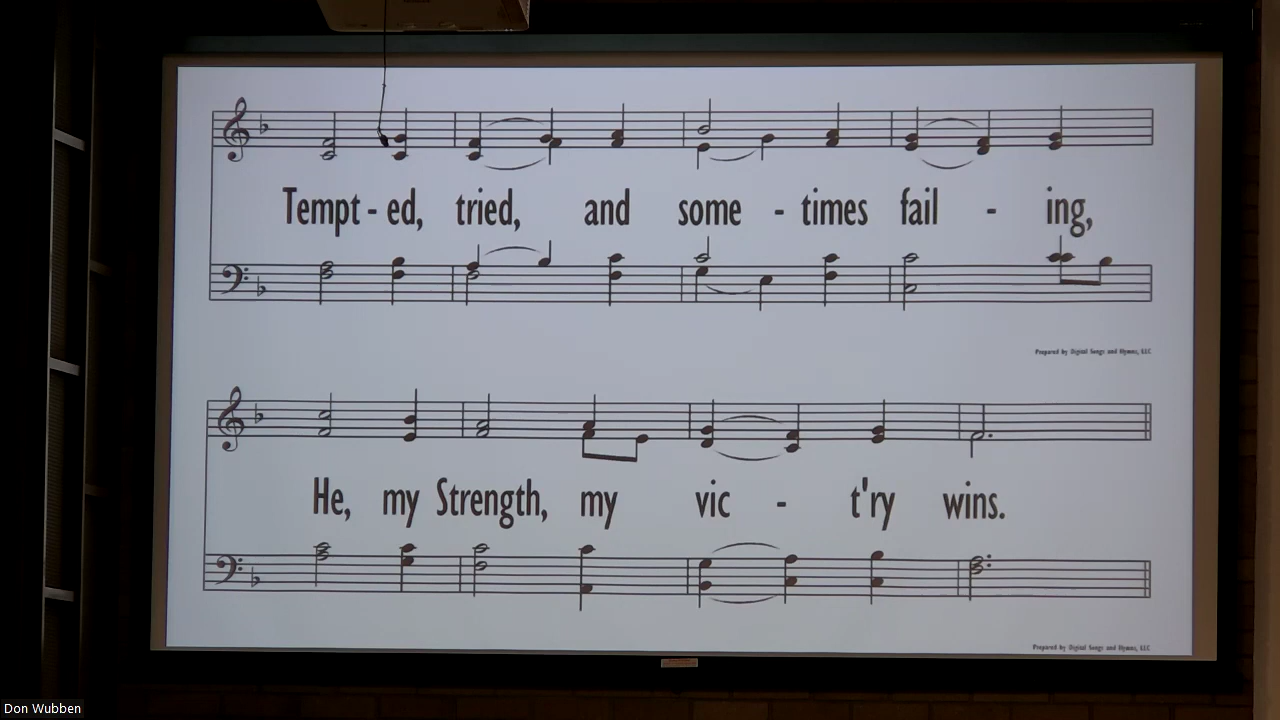 Tempt - ed, tried, and some - times fail - ing,
Prepared by Digital Songs and Hymns, LLC
He, my Strength, my vic - t'ry wins.
Prepared by Digital Songs and Hymns, LLC
Don Wubben